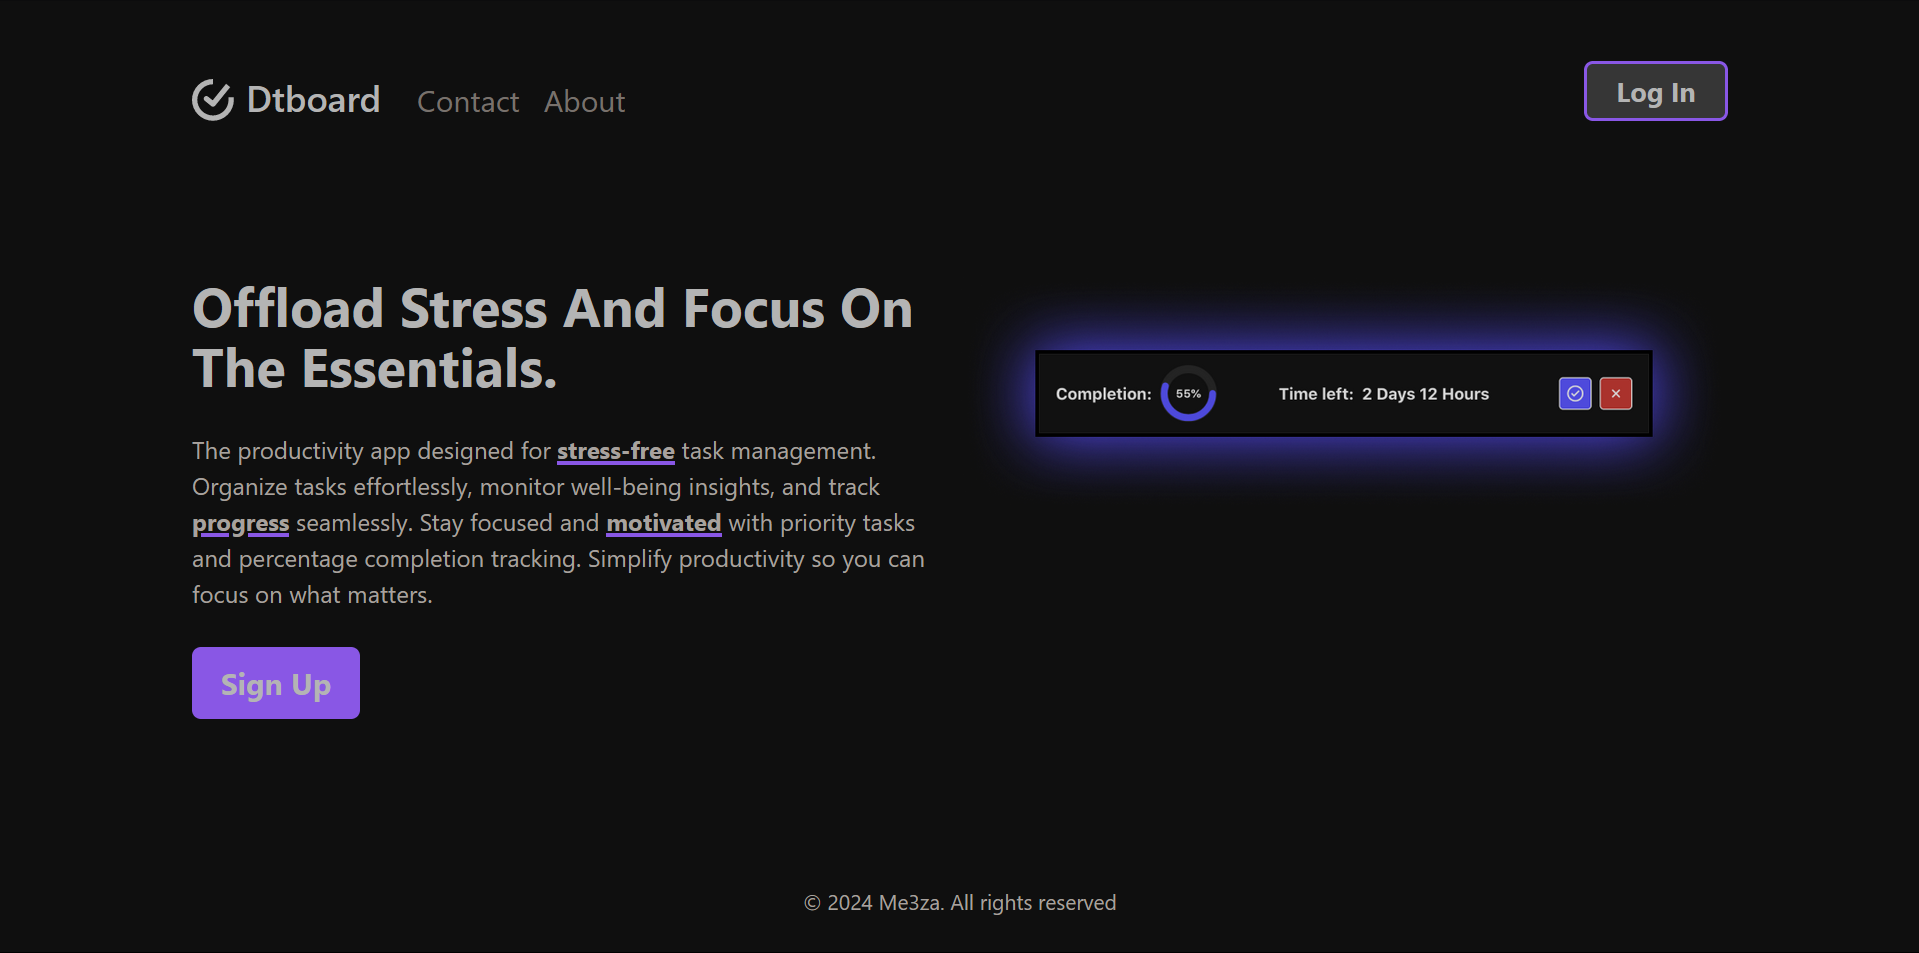 Dtboard
Contact
About
Log In
Offload Stress And Focus On
The Essentials.
The productivity app designed for stress-free task management.
Organize tasks effortlessly, monitor well-being insights, and track
progress seamlessly. Stay focused and motivated with priority tasks
and percentage completion tracking. Simplify productivity so you can
focus on what matters.
Sign Up
Completion: 55% Time left: 2 Days 12 Hours
© 2024 Me3za. All rights reserved